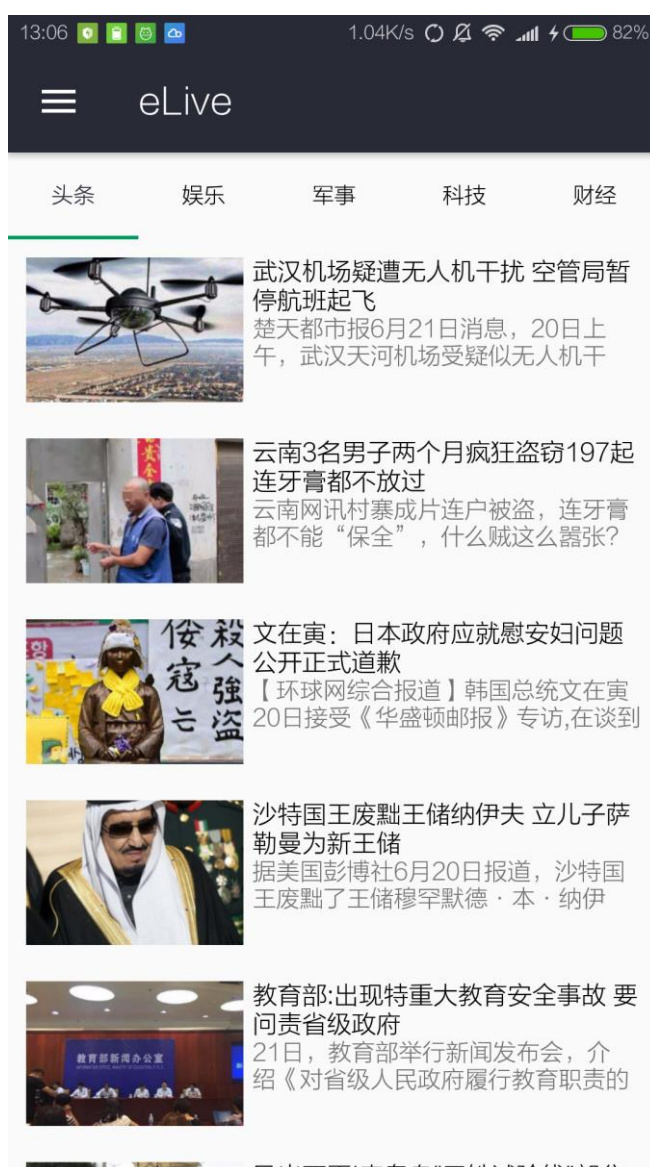 13:06 1.04K/s 82%
eLive
头条 娱乐 军事 科技 财经
武汉机场疑遭无人机干扰 空管局暂
停航班起飞
楚天都市报6月21日消息，20日上
午，武汉天河机场受疑似无人机干
云南3名男子两个月疯狂盗窃197起
连牙膏都不放过
云南网讯村寨成片连户被盗，连牙膏
都不能“保全”，什么贼这么嚣张？
文在寅：日本政府应就慰安妇问题
公开正式道歉
【环球网综合报道】韩国总统文在寅
20日接受《华盛顿邮报》专访,在谈到
倭寇
殺人強盜
沙特国王废黜王储纳伊夫 立儿子萨
勒曼为新王储
据美国彭博社6月20日报道，沙特国
王废黜了王储穆罕默德·本·纳伊
教育部:出现特重大教育安全事故 要
问责省级政府
21日，教育部举行新闻发布会，介
绍《对省级人民政府履行教育职责的
教育部新闻办公室